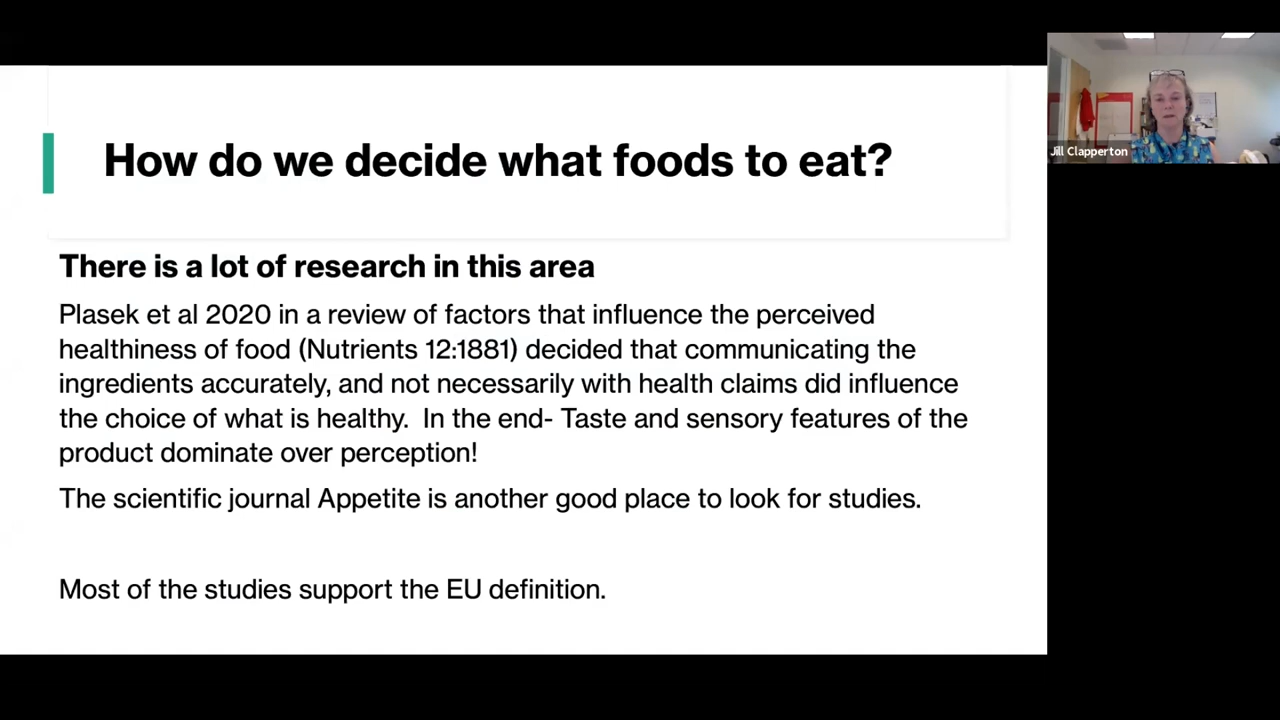 How do we decide what foods to eat?
There is a lot of research in this area
Plasek et al 2020 in a review of factors that influence the perceived
healthiness of food (Nutrients 12:1881) decided that communicating the
ingredients accurately, and not necessarily with health claims did influence
the choice of what is healthy.  In the end- Taste and sensory features of the
product dominate over perception!
The scientific journal Appetite is another good place to look for studies.
Most of the studies support the EU definition.
Jill Clapperton